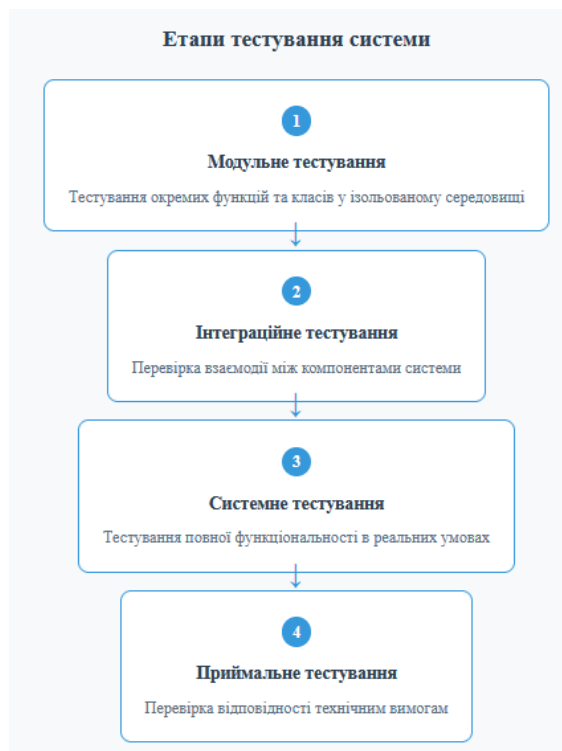 Етапи тестування системи
1
Модульне тестування
Тестування окремих функцій та класів у ізольованому середовищі
2
Інтеграційне тестування
Перевірка взаємодії між компонентами системи
3
Системне тестування
Тестування повної функціональності в реальних умовах
4
Приймальне тестування
Перевірка відповідності технічним вимогам